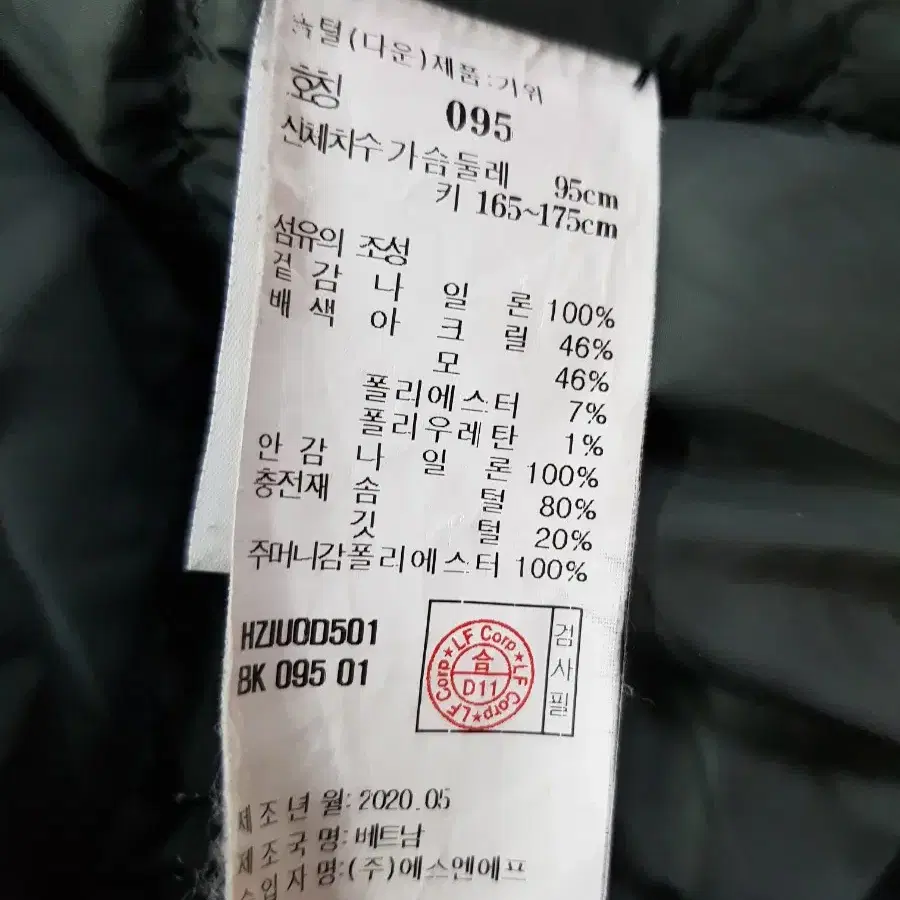 솜털(다운)제품:거위
호칭 095
신체치수 가슴둘레 95cm
키 165~175cm
섬유의 조성
겉감 나일론 100%
배색 아크릴 46%
모 46%
폴리에스터 7%
폴리우레탄 1%
안감 나일론 100%
충전재 솜털 80%
깃털 20%
주머니감폴리에스터 100%
HZJU0D501
BK 095 01
LF Corp★LF Corp★LF Corp★
합
D11
검사필
제조년월: 2020.05
제조국명: 베트남
수입자명:(주)에스엔에프